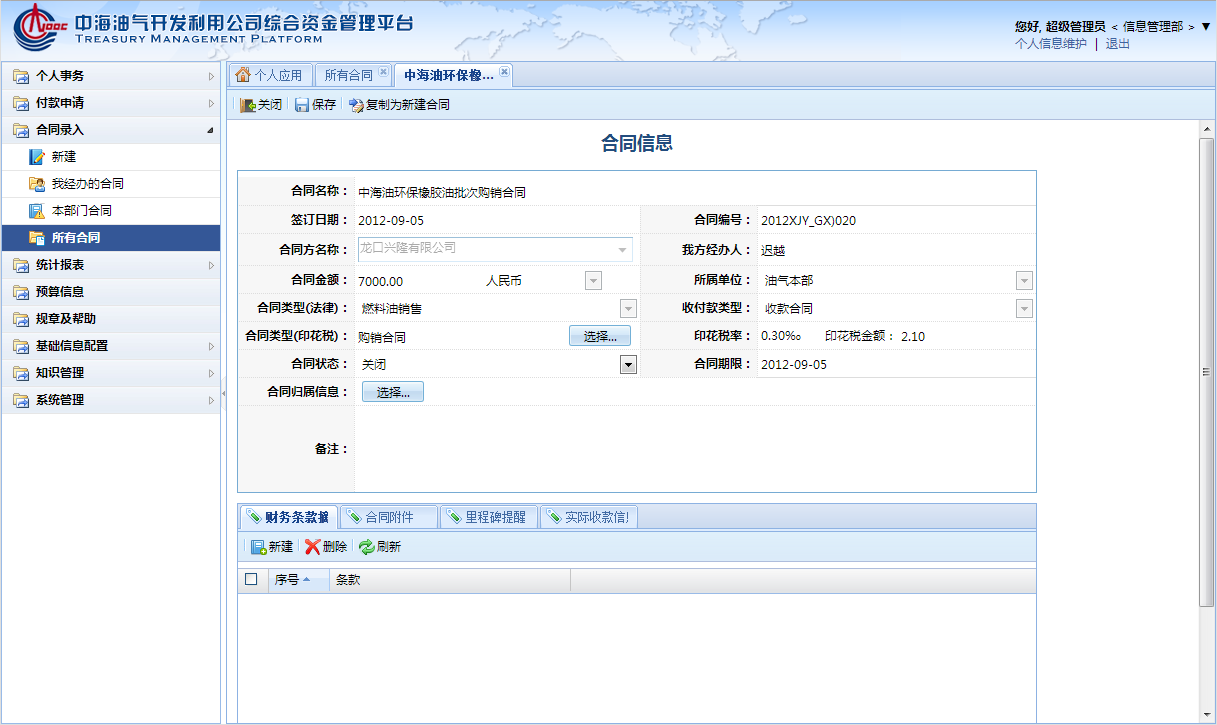 中海油气开发利用公司综合资金管理平台
TREASURY MANAGEMENT PLATFORM
您好, 超级管理员 < 信息管理部 > ▼
个人信息维护 | 退出
个人事务
付款申请
合同录入
新建
我经办的合同
本部门合同
所有合同
统计报表
预算信息
规章及帮助
基础信息配置
知识管理
系统管理
个人应用 所有合同 中海油环保橡...
关闭 保存 复制为新建合同
合同信息
合同名称： 中海油环保橡胶油批次购销合同
签订日期： 2012-09-05 合同编号： 2012XJY_GX)020
合同方名称： 龙口兴隆有限公司 我方经办人： 迟越
合同金额： 7000.00 人民币 所属单位： 油气本部
合同类型(法律)： 燃料油销售 收付款类型： 收款合同
合同类型(印花税)： 购销合同 选择... 印花税率： 0.30‰ 印花税金额： 2.10
合同状态： 关闭 合同期限： 2012-09-05
合同归属信息： 选择...
备注：
财务条款摘 合同附件 里程碑提醒 实际收款信息
新建 删除 刷新
序号 条款